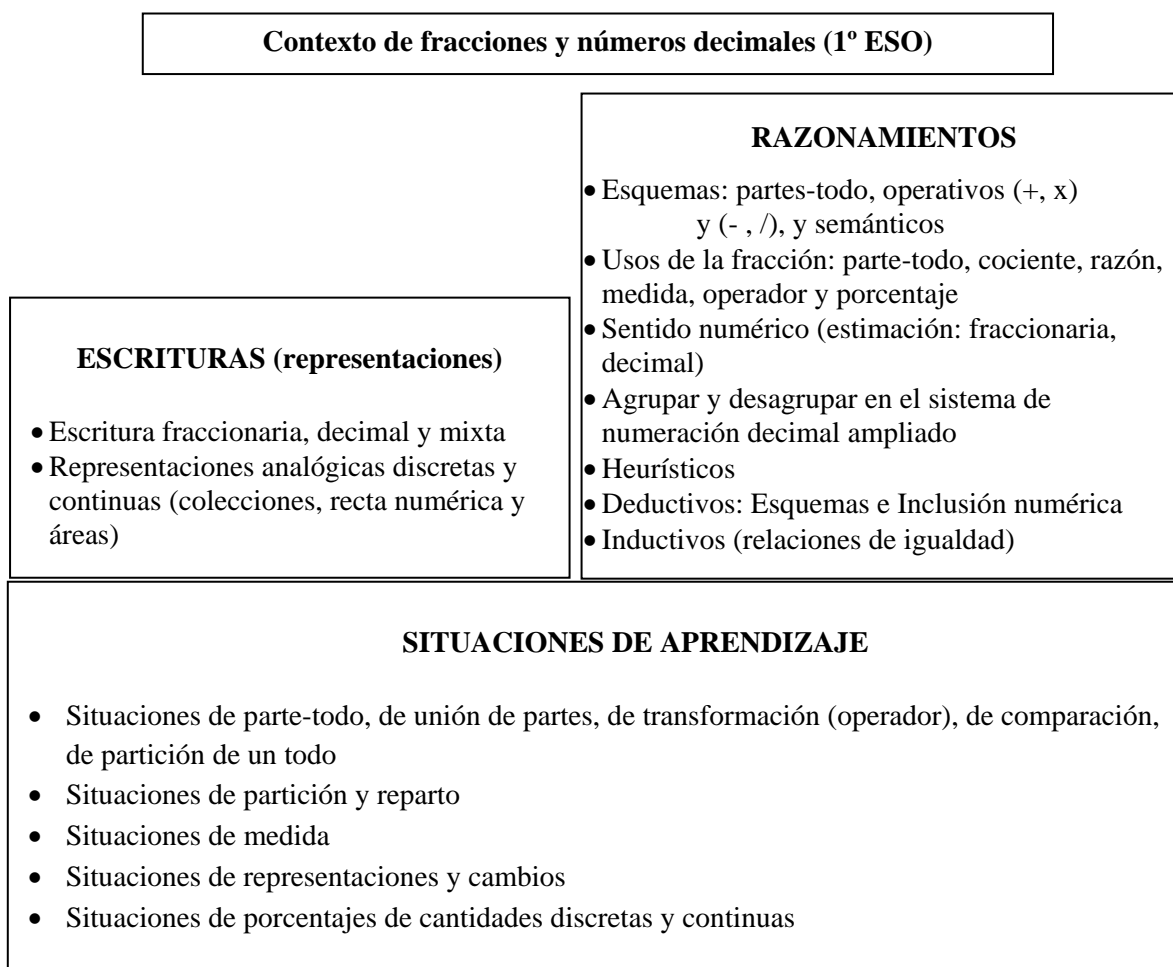 Contexto de fracciones y números decimales (1º ESO)
RAZONAMIENTOS
• Esquemas: partes-todo, operativos (+, x)
y (- , /), y semánticos
• Usos de la fracción: parte-todo, cociente, razón,
medida, operador y porcentaje
• Sentido numérico (estimación: fraccionaria,
decimal)
• Agrupar y desagrupar en el sistema de
numeración decimal ampliado
• Heurísticos
• Deductivos: Esquemas e Inclusión numérica
• Inductivos (relaciones de igualdad)
ESCRITURAS (representaciones)
• Escritura fraccionaria, decimal y mixta
• Representaciones analógicas discretas y
continuas (colecciones, recta numérica y
áreas)
SITUACIONES DE APRENDIZAJE
• Situaciones de parte-todo, de unión de partes, de transformación (operador), de comparación,
de partición de un todo
• Situaciones de partición y reparto
• Situaciones de medida
• Situaciones de representaciones y cambios
• Situaciones de porcentajes de cantidades discretas y continuas